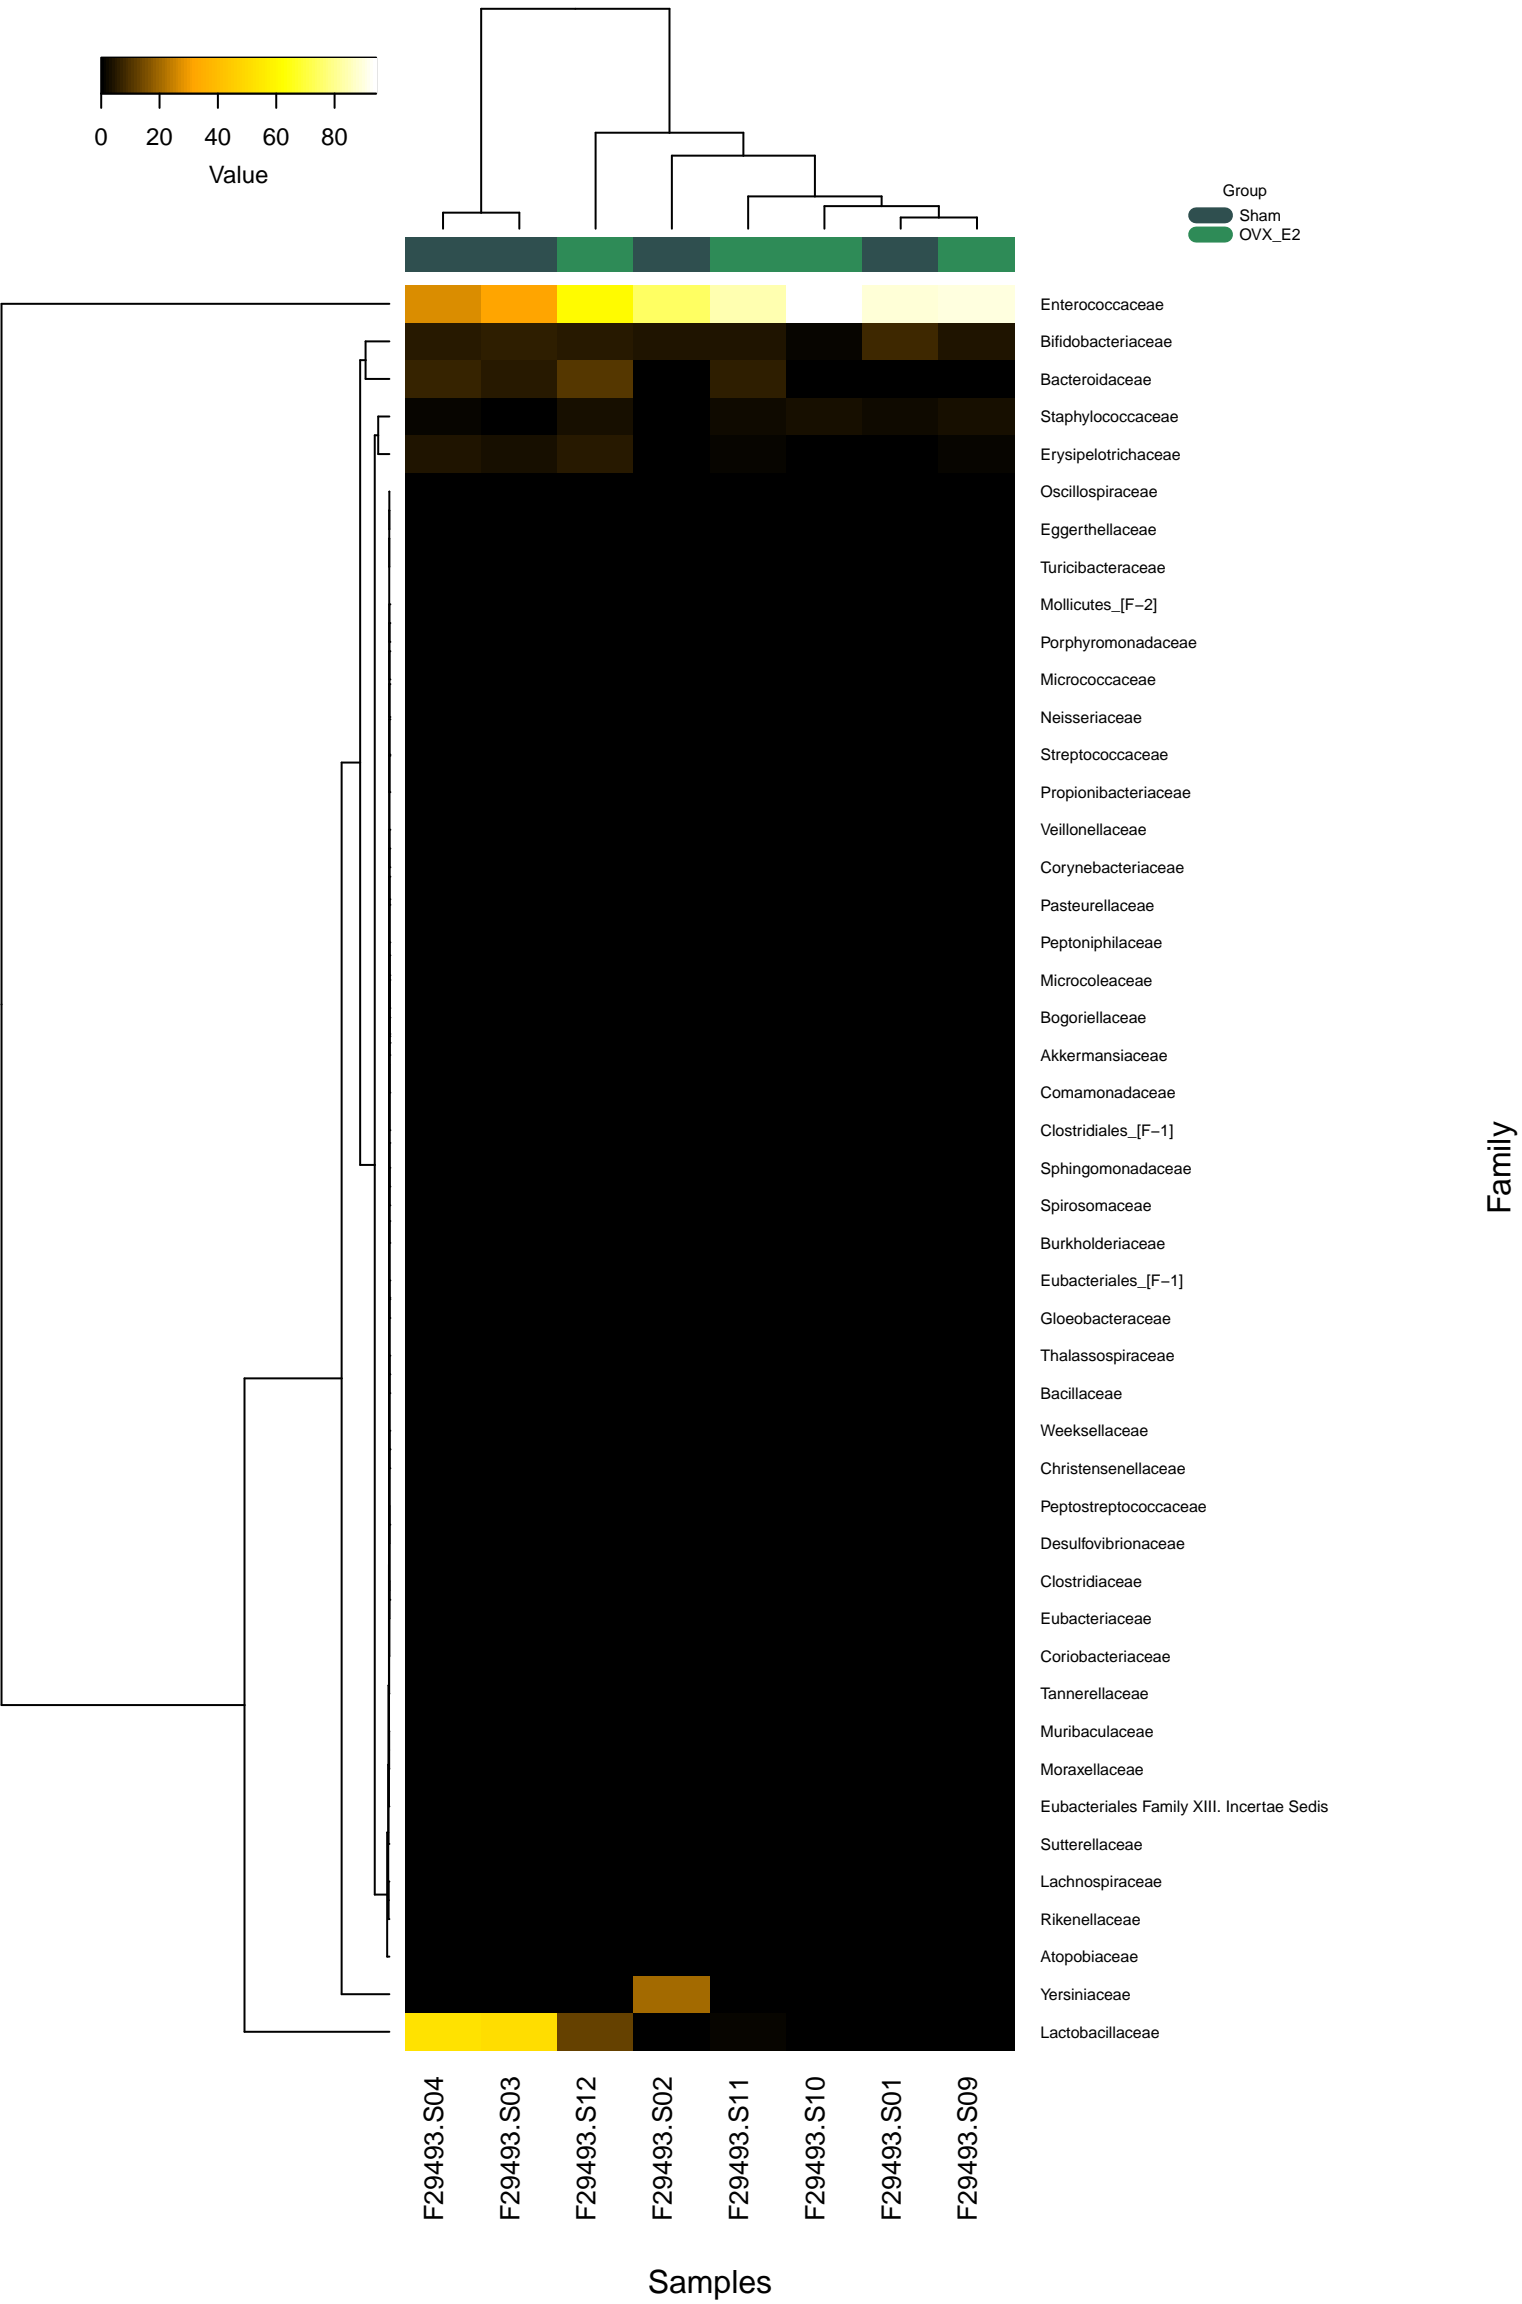 0 20 40 60 80
Value
Group
Sham
OVX_E2
Enterococcaceae
Bifidobacteriaceae
Bacteroidaceae
Staphylococcaceae
Erysipelotrichaceae
Oscillospiraceae
Eggerthellaceae
Turicibacteraceae
Mollicutes_[F−2]
Porphyromonadaceae
Micrococcaceae
Neisseriaceae
Streptococcaceae
Propionibacteriaceae
Veillonellaceae
Corynebacteriaceae
Pasteurellaceae
Peptoniphilaceae
Microcoleaceae
Bogoriellaceae
Akkermansiaceae
Comamonadaceae
Clostridiales_[F−1]
Sphingomonadaceae
Spirosomaceae
Burkholderiaceae
Eubacteriales_[F−1]
Gloeobacteraceae
Thalassospiraceae
Bacillaceae
Weeksellaceae
Christensenellaceae
Peptostreptococcaceae
Desulfovibrionaceae
Clostridiaceae
Eubacteriaceae
Coriobacteriaceae
Tannerellaceae
Muribaculaceae
Moraxellaceae
Eubacteriales Family XIII. Incertae Sedis
Sutterellaceae
Lachnospiraceae
Rikenellaceae
Atopobiaceae
Yersiniaceae
Lactobacillaceae
Family
F29493.S04
F29493.S03
F29493.S12
F29493.S02
F29493.S11
F29493.S10
F29493.S01
F29493.S09
Samples